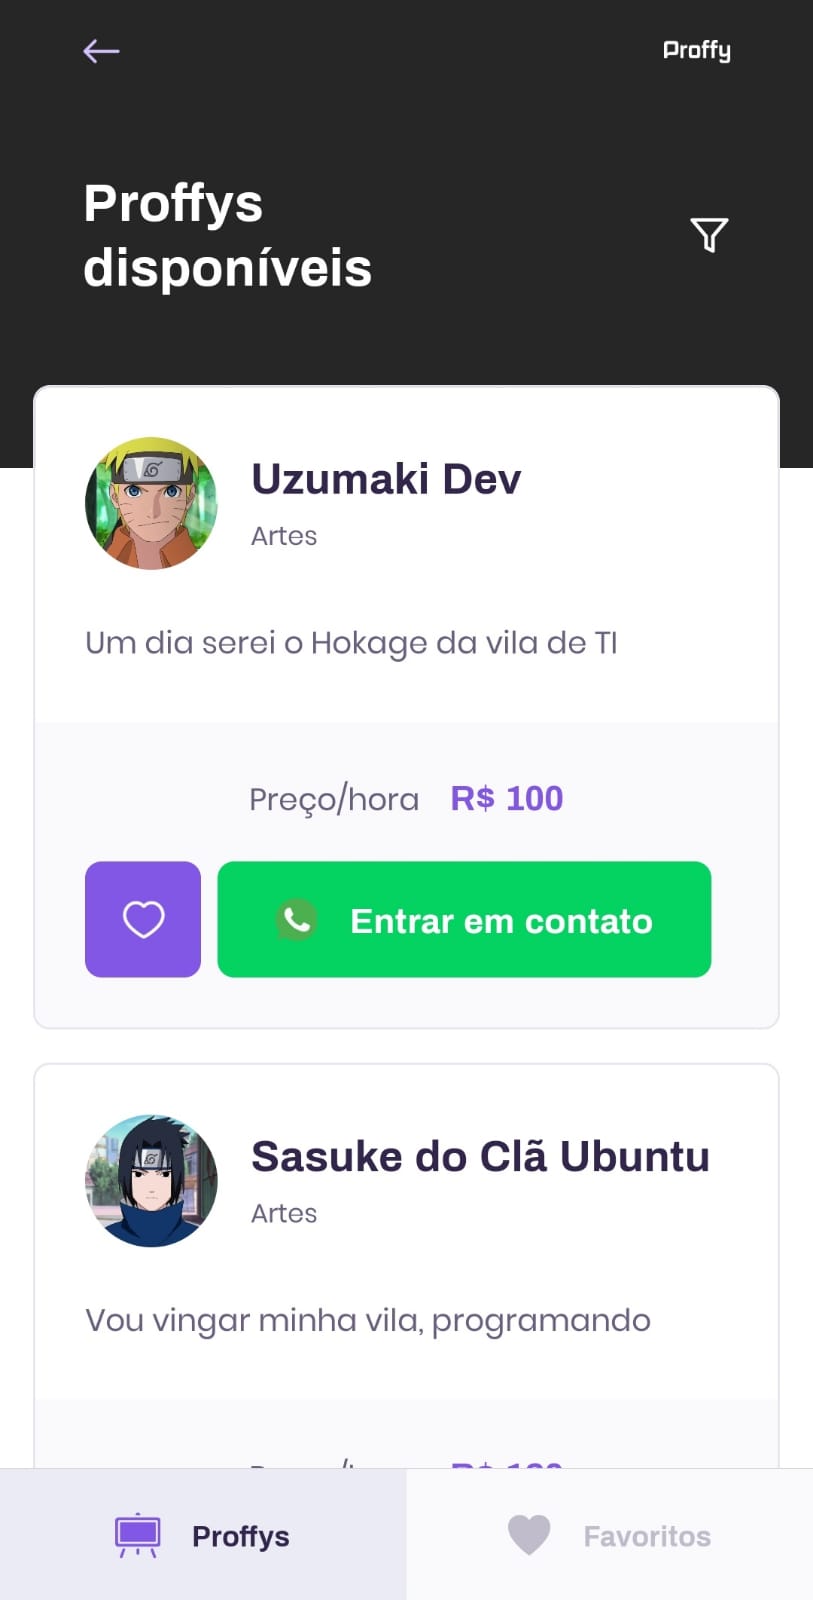 Proffy
Proffys
disponíveis
Uzumaki Dev
Artes
Um dia serei o Hokage da vila de TI
Preço/hora R$ 100
Entrar em contato
Sasuke do Clã Ubuntu
Artes
Vou vingar minha vila, programando
Proffys
Favoritos